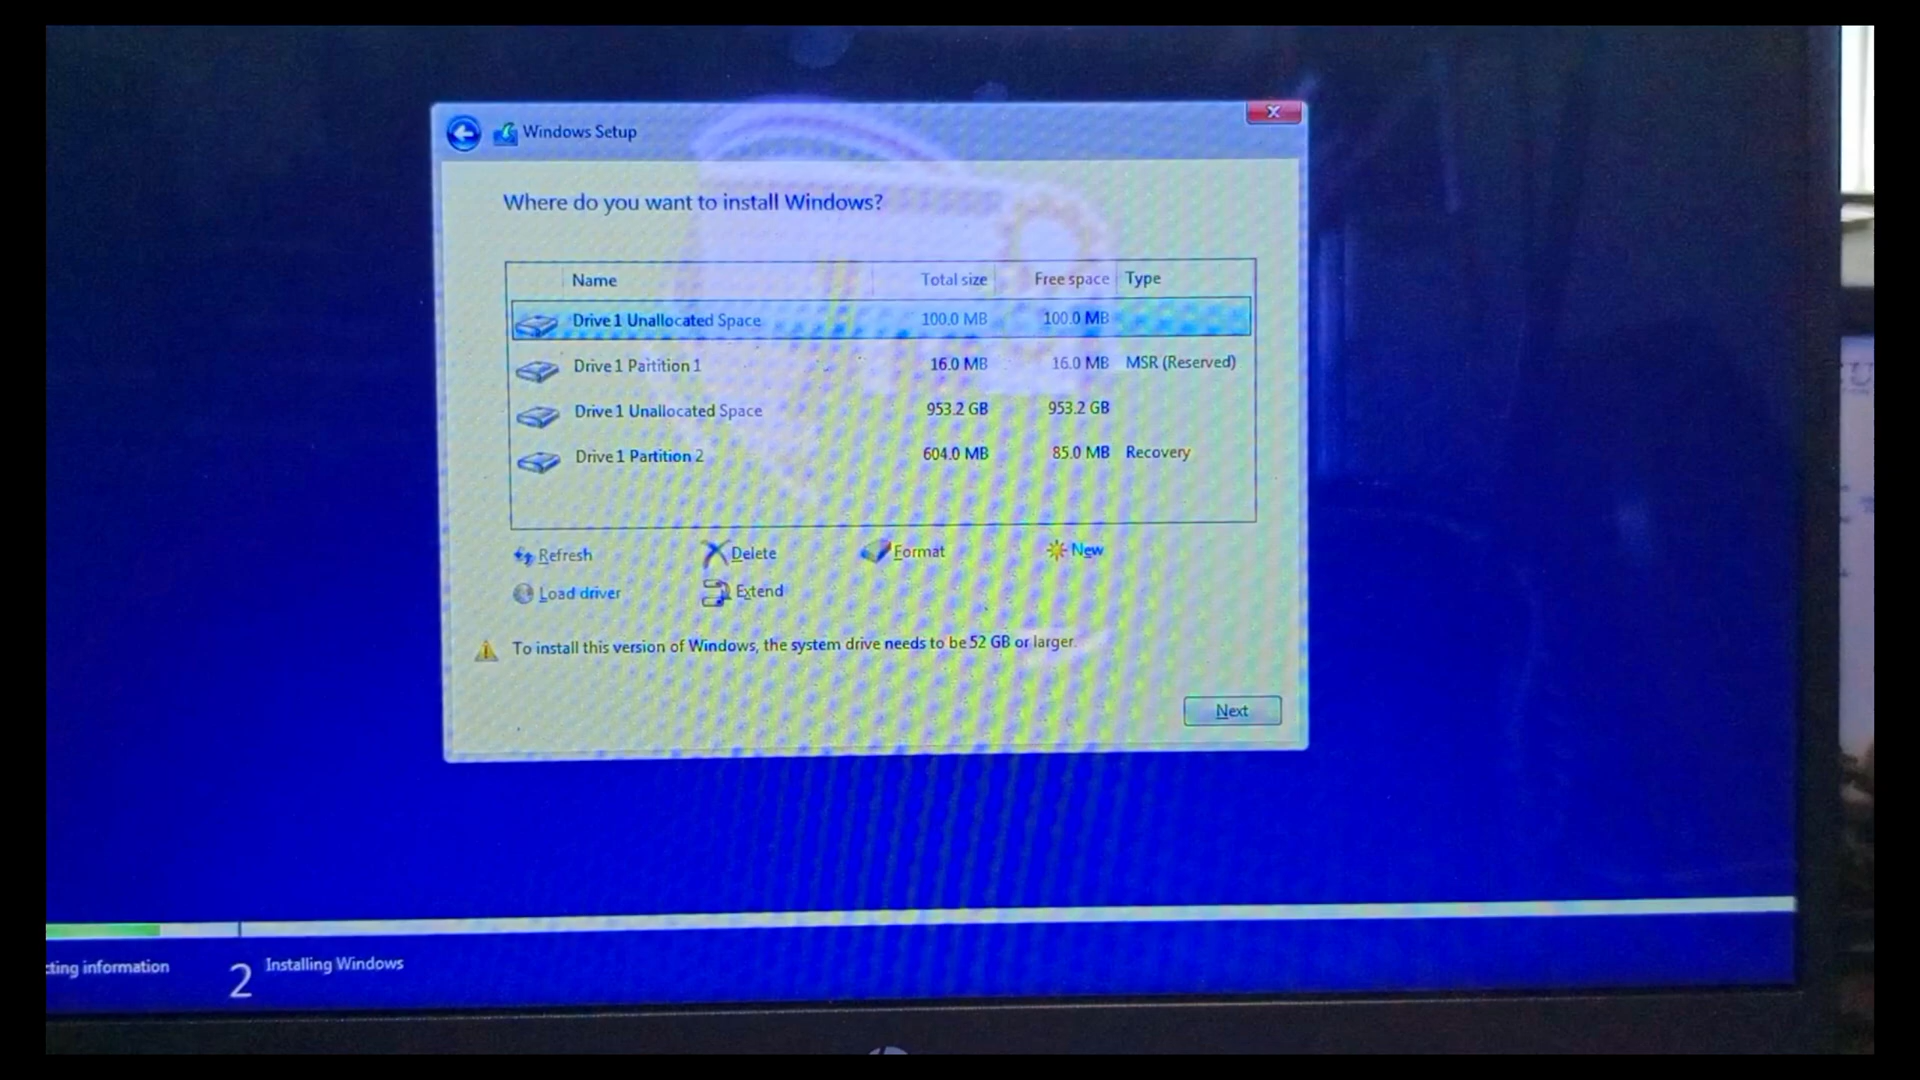 Windows Setup
Where do you want to install Windows?
Name Total size Free space Type
Drive 1 Unallocated Space 100.0 MB 100.0 MB
Drive 1 Partition 1 16.0 MB 16.0 MB MSR (Reserved)
Drive 1 Unallocated Space 953.2 GB 953.2 GB
Drive 1 Partition 2 604.0 MB 85.0 MB Recovery
Refresh Delete Format New
Load driver Extend
To install this version of Windows, the system drive needs to be 52 GB or larger.
Next
cting information 2 Installing Windows